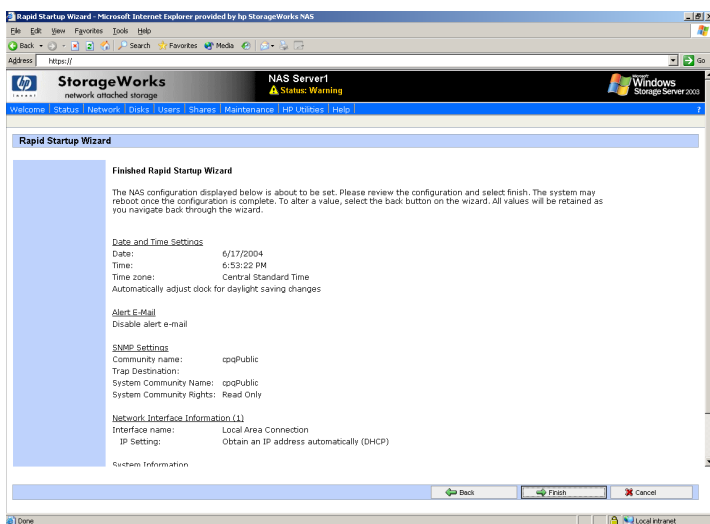 Rapid Startup Wizard - Microsoft Internet Explorer provided by hp StorageWorks NAS
File Edit View Favorites Tools Help
Back Search Favorites Media
Address https:// Go
hp StorageWorks
network attached storage
NAS Server1
Status: Warning
Microsoft
Windows
Storage Server 2003
Welcome Status Network Disks Users Shares Maintenance HP Utilities Help ?
Rapid Startup Wizard
Finished Rapid Startup Wizard
The NAS configuration displayed below is about to be set. Please review the configuration and select finish. The system may
reboot once the configuration is complete. To alter a value, select the back button on the wizard. All values will be retained as
you navigate back through the wizard.
Date and Time Settings
Date: 6/17/2004
Time: 6:53:22 PM
Time zone: Central Standard Time
Automatically adjust clock for daylight saving changes
Alert E-Mail
Disable alert e-mail
SNMP Settings
Community name: cpqPublic
Trap Destination:
System Community Name: cpqPublic
System Community Rights: Read Only
Network Interface Information (1)
Interface name: Local Area Connection
IP Setting: Obtain an IP address automatically (DHCP)
System Information
Back Finish Cancel
Done Local intranet